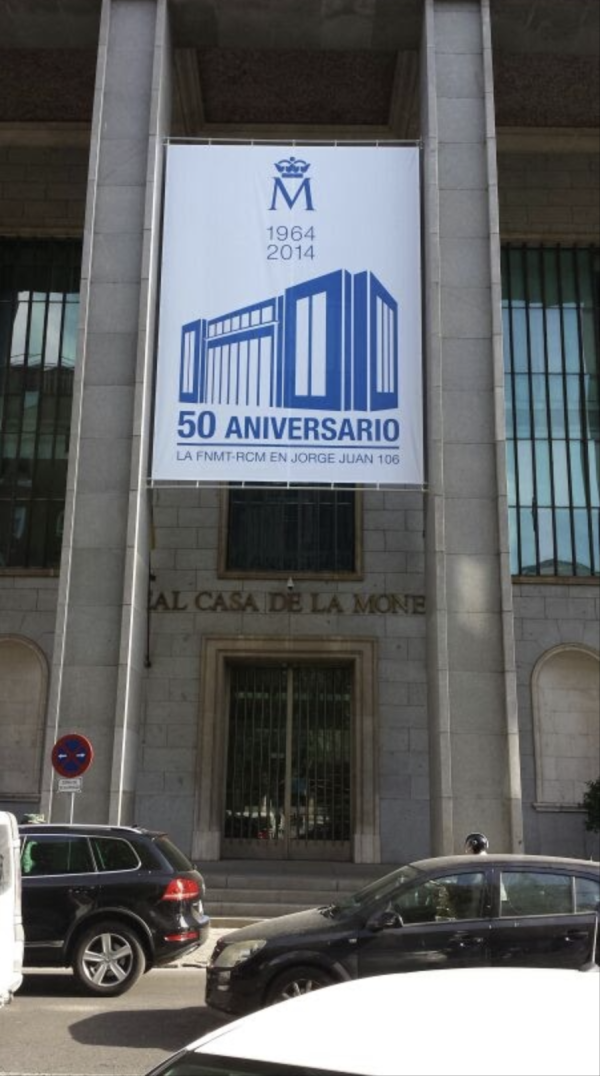 M
1964
2014
50 ANIVERSARIO
LA FNMT-RCM EN JORGE JUAN 106
AL CASA DE LA MONE